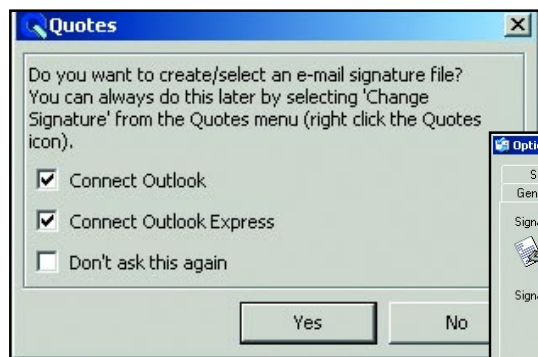 Quotes
Do you want to create/select an e-mail signature file?
You can always do this later by selecting 'Change
Signature' from the Quotes menu (right click the Quotes
icon).
Connect Outlook
Connect Outlook Express
Don't ask this again
Yes
No